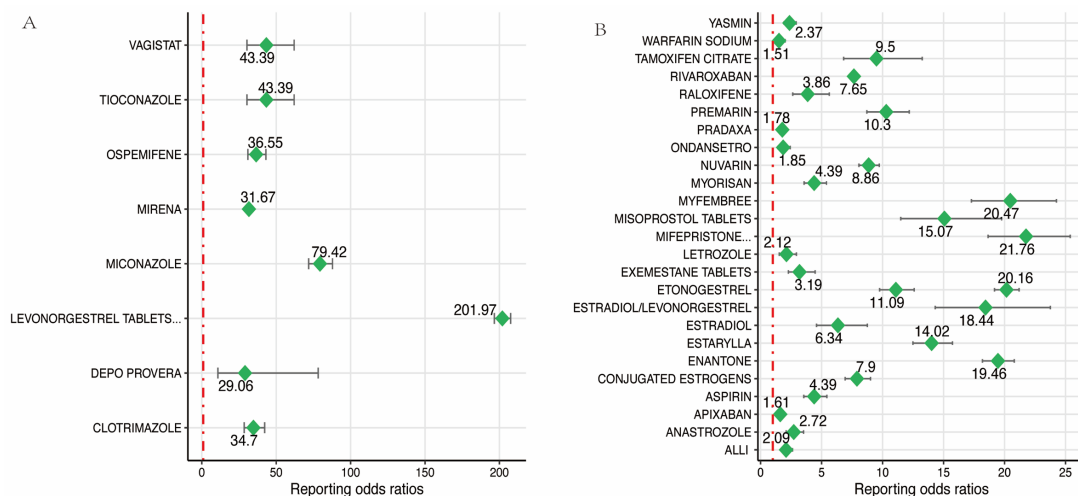 A
VAGISTAT
43.39
TIOCONAZOLE
43.39
OSPEMIFENE
36.55
MIRENA
31.67
MICONAZOLE
79.42
LEVONORGESTREL TABLETS...
201.97
DEPO PROVERA
29.06
CLOTRIMAZOLE
34.7
0 50 100 150 200
Reporting odds ratios
B
YASMIN
2.37
WARFARIN SODIUM
1.51
TAMOXIFEN CITRATE
9.5
RIVAROXABAN
7.65
RALOXIFENE
3.86
PREMARIN
10.3
PRADAXA
1.78
ONDANSETRO
1.85
NUVARIN
8.86
MYORISAN
4.39
MYFEMBREE
20.47
MISOPROSTOL TABLETS
15.07
MIFEPRISTONE...
21.76
LETROZOLE
2.12
EXEMESTANE TABLETS
3.19
ETONOGESTREL
11.09
20.16
ESTRADIOL/LEVONORGESTREL
18.44
ESTRADIOL
6.34
ESTARYLLA
14.02
ENANTONE
19.46
CONJUGATED ESTROGENS
7.9
ASPIRIN
4.39
APIXABAN
1.61
ANASTROZOLE
2.72
ALLI
2.09
0 5 10 15 20 25
Reporting odds ratios